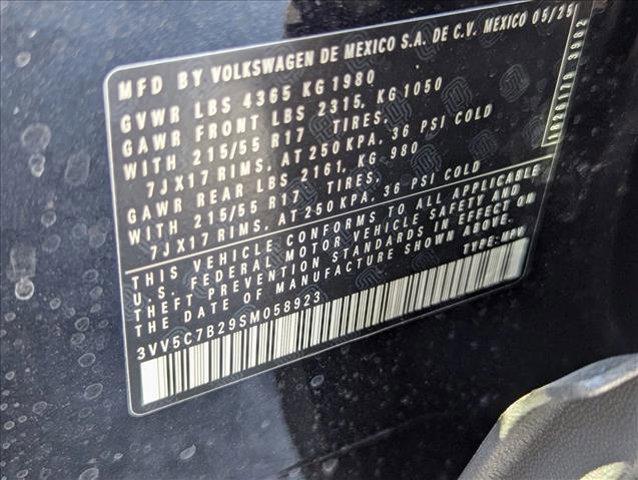 MFD BY VOLKSWAGEN DE MEXICO S.A. DE C.V. MEXICO 05/25
GVWR LBS 4365 KG 1980
GAWR FRONT LBS 2315, KG 1050
WITH 215/55 R17 TIRES,
7JX17 RIMS, AT 250 KPA, 36 PSI COLD
GAWR REAR LBS 2161, KG 980
WITH 215/55 R17 TIRES,
7JX17 RIMS, AT 250 KPA, 36 PSI COLD
THIS VEHICLE CONFORMS TO ALL APPLICABLE
U.S. FEDERAL MOTOR VEHICLE SAFETY AND
THEFT PREVENTION STANDARDS IN EFFECT ON
THE DATE OF MANUFACTURE SHOWN ABOVE.
TYPE: MPV
3VV5C7B29SM058923